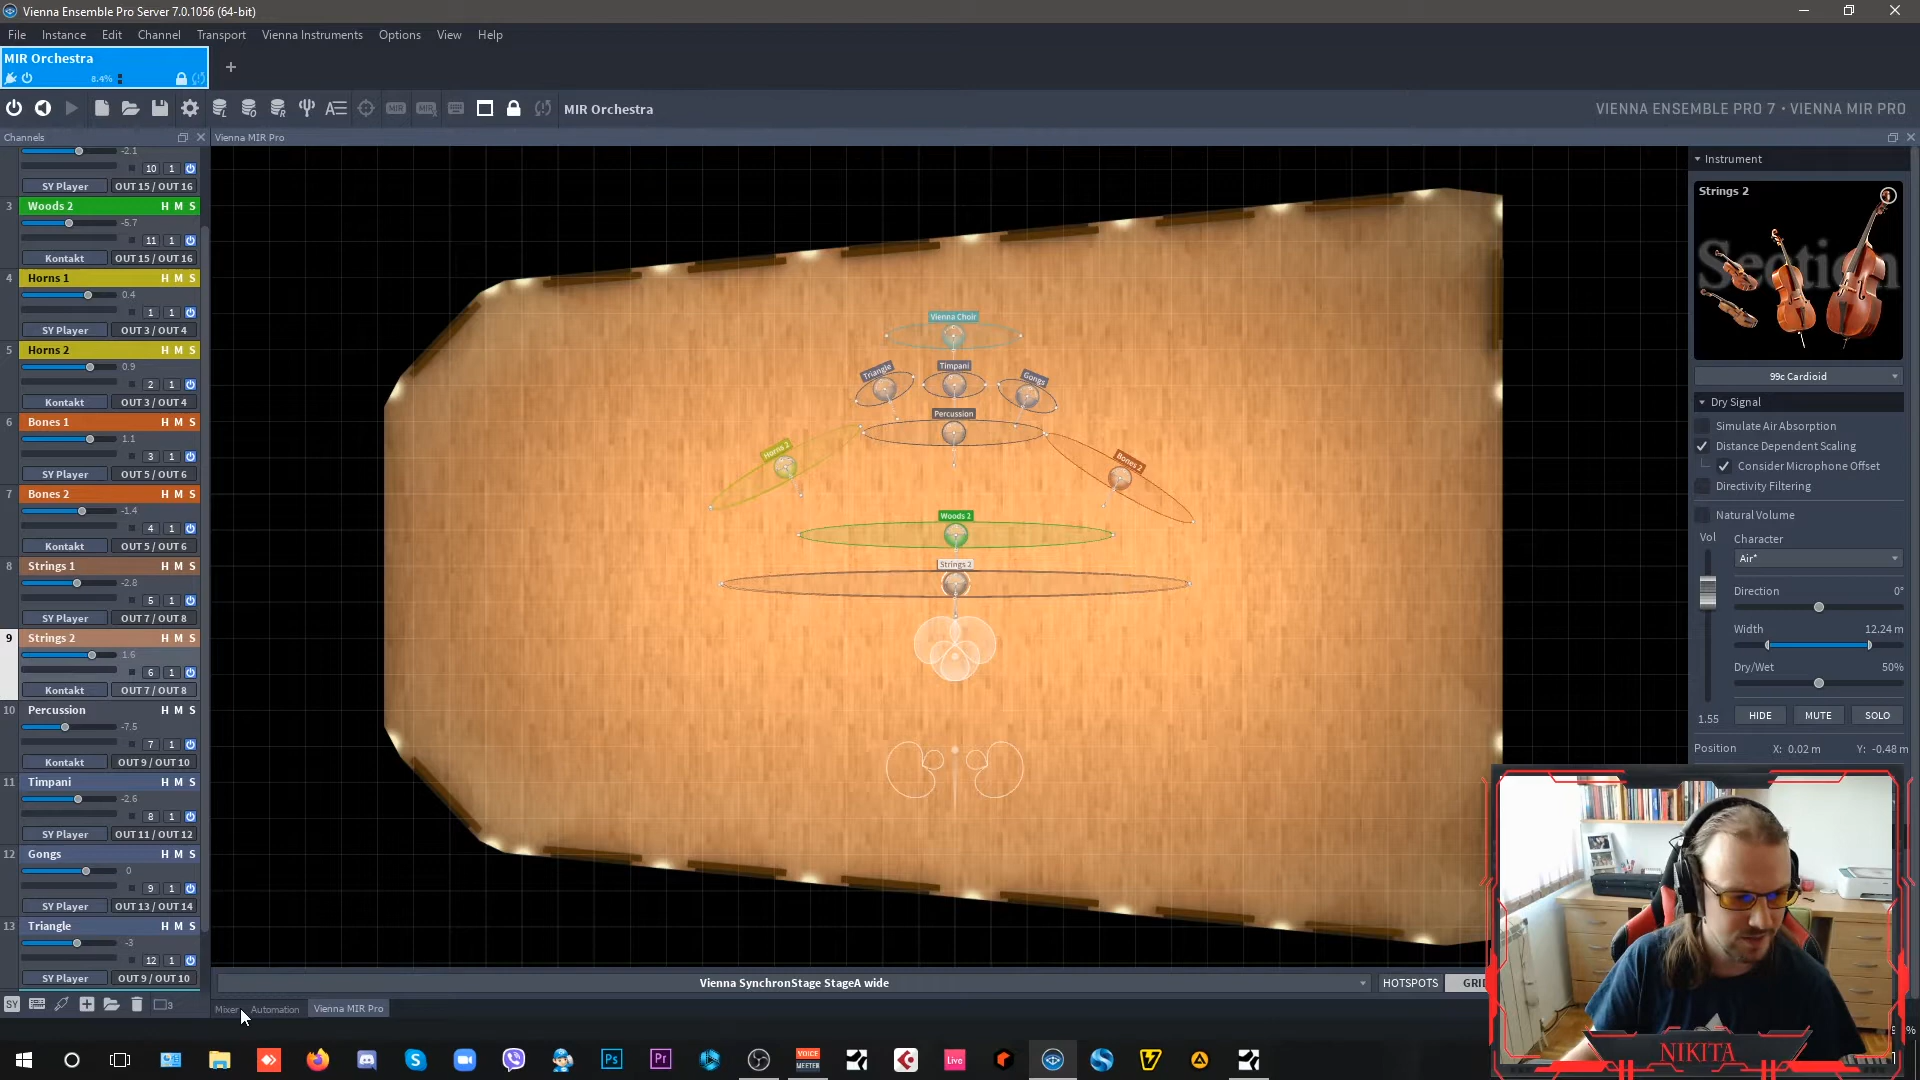 Vienna Ensemble Pro Server 7.0.1056 (64-bit)
File Instance Edit Channel Transport Vienna Instruments Options View Help
MIR Orchestra
8.4%
MIR Orchestra
VIENNA ENSEMBLE PRO 7 • VIENNA MIR PRO
Channels
Vienna MIR Pro
-2.1
10 1
SY Player OUT 15 / OUT 16
3 Woods 2 H M S
-5.7
11 1
Kontakt OUT 15 / OUT 16
4 Horns 1 H M S
0.4
1 1
SY Player OUT 3 / OUT 4
5 Horns 2 H M S
0.9
2 1
Kontakt OUT 3 / OUT 4
6 Bones 1 H M S
1.1
3 1
SY Player OUT 5 / OUT 6
7 Bones 2 H M S
-1.4
4 1
Kontakt OUT 5 / OUT 6
8 Strings 1 H M S
-2.8
5 1
SY Player OUT 7 / OUT 8
9 Strings 2 H M S
1.6
6 1
Kontakt OUT 7 / OUT 8
10 Percussion H M S
-7.5
7 1
Kontakt OUT 9 / OUT 10
11 Timpani H M S
-2.6
8 1
SY Player OUT 11 / OUT 12
12 Gongs H M S
0
9 1
SY Player OUT 13 / OUT 14
13 Triangle H M S
-3
12 1
SY Player OUT 9 / OUT 10
SY
3
Vienna Choir
Triangle
Timpani
Gongs
Percussion
Horns 2
Bones 2
Woods 2
Strings 2
Vienna SynchronStage StageA wide
HOTSPOTS
GRI
Mixer Automation Vienna MIR Pro
Instrument
Strings 2
Section
99c Cardioid
Dry Signal
Simulate Air Absorption
Distance Dependent Scaling
Consider Microphone Offset
Directivity Filtering
Natural Volume
Vol
Character
Air*
Direction 0°
Width 12.24 m
Dry/Wet 50%
1.55
HIDE MUTE SOLO
Position X: 0.02 m Y: -0.48 m
NIKITA
Ps
Pr
VOICE
MEETER
Live